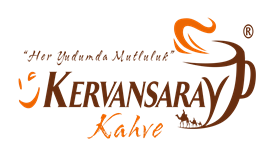 "Her Yudumda Mutluluk"
KERVANSARAY
Kahve
®